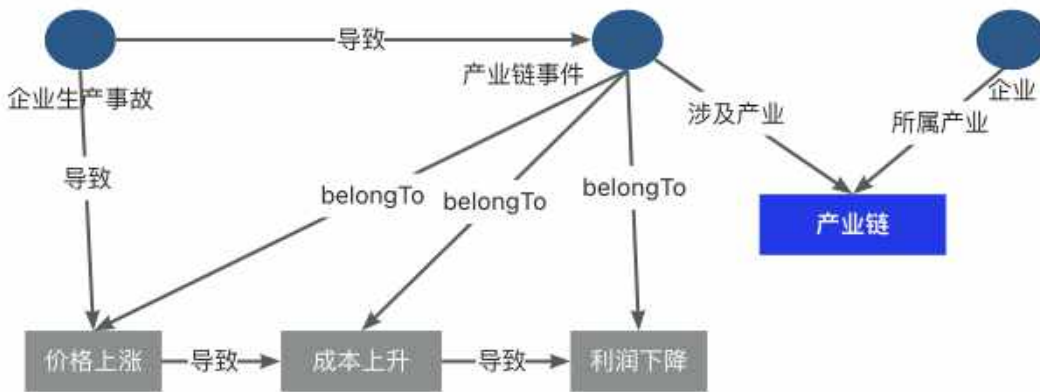 导致
产业链事件
企业生产事故
企业
涉及产业
所属产业
导致
belongTo
belongTo
belongTo
产业链
价格上涨
导致
成本上升
导致
利润下降